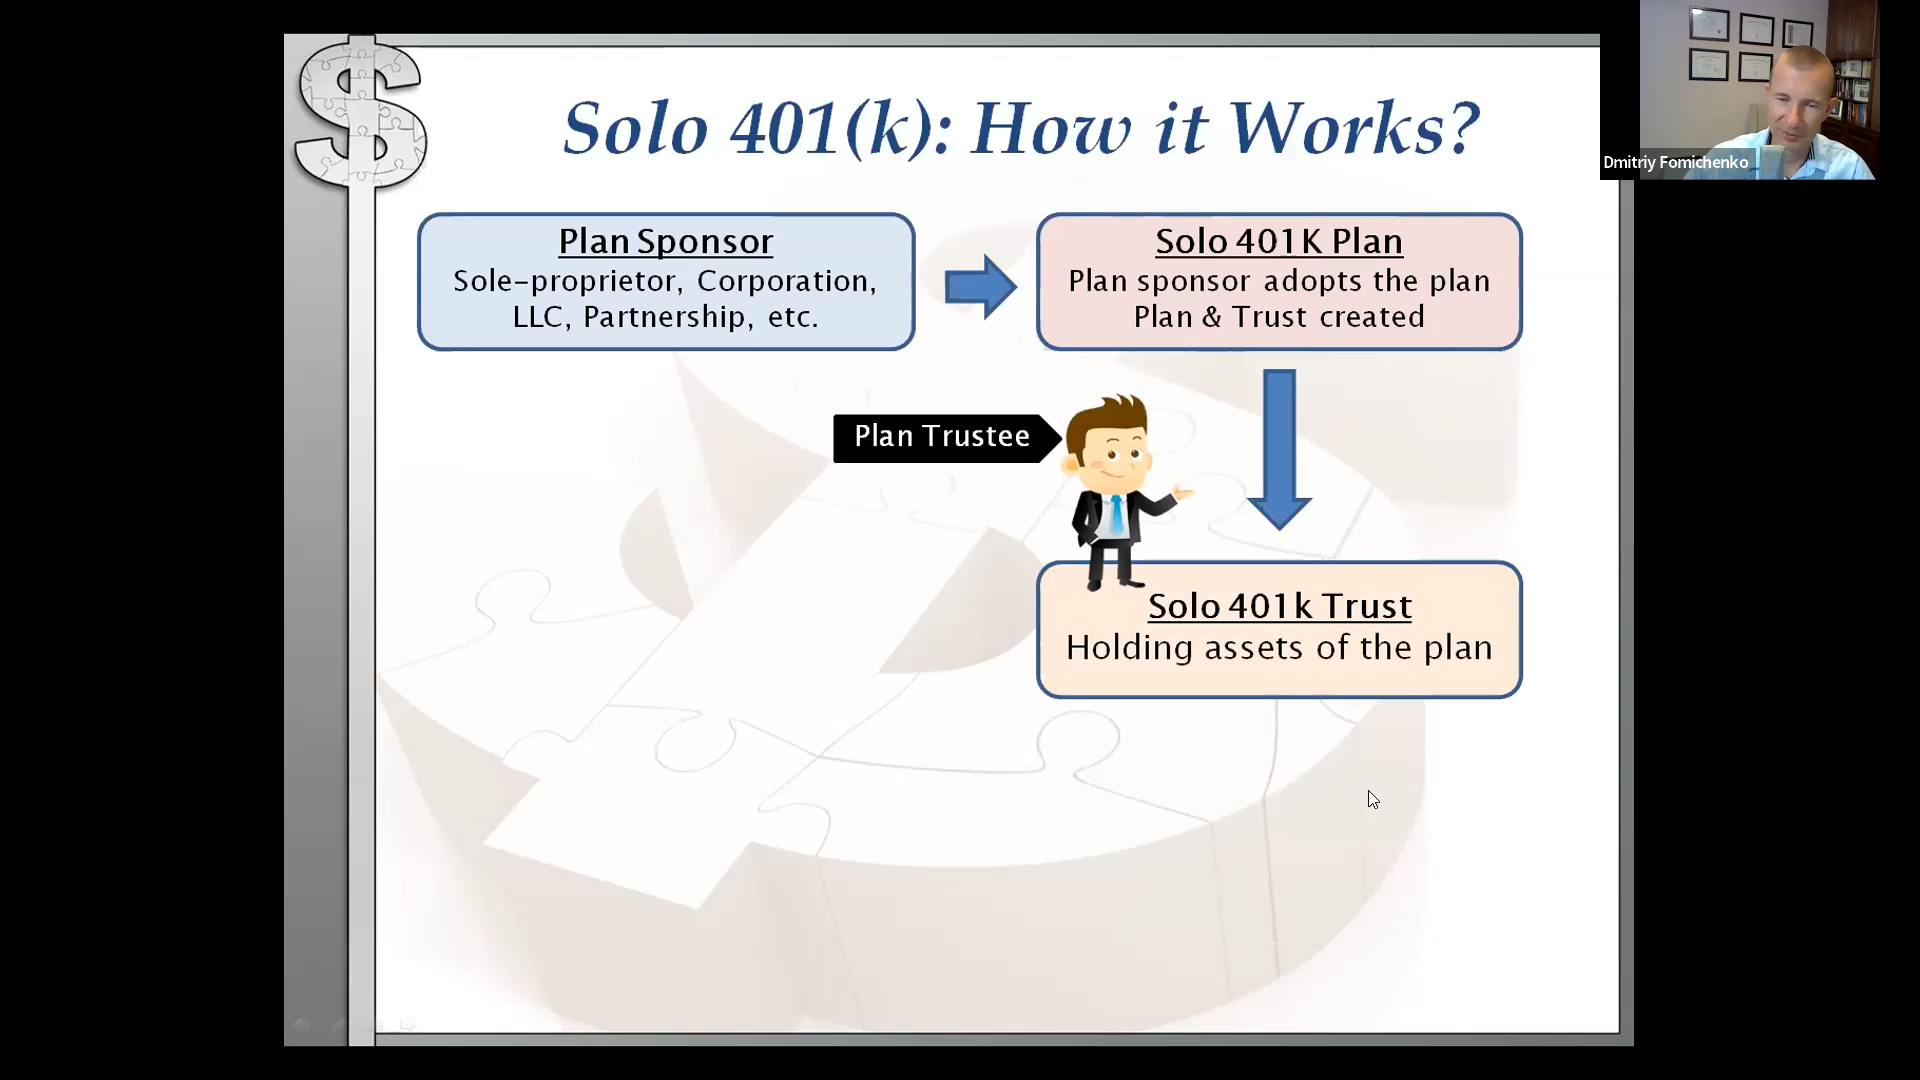 Solo 401(k): How it Works?
Dmitriy Fomichenko
Plan Sponsor
Sole-proprietor, Corporation,
LLC, Partnership, etc.
Solo 401K Plan
Plan sponsor adopts the plan
Plan & Trust created
Plan Trustee
Solo 401k Trust
Holding assets of the plan